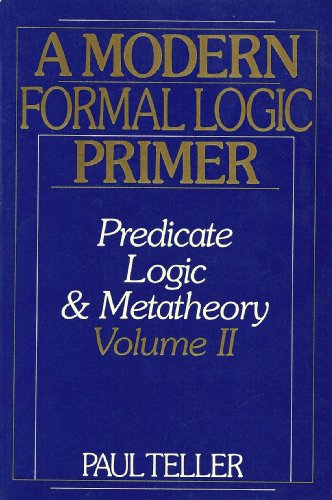 A MODERN
FORMAL LOGIC
PRIMER
Predicate
Logic
& Metatheory
Volume II
PAUL TELLER